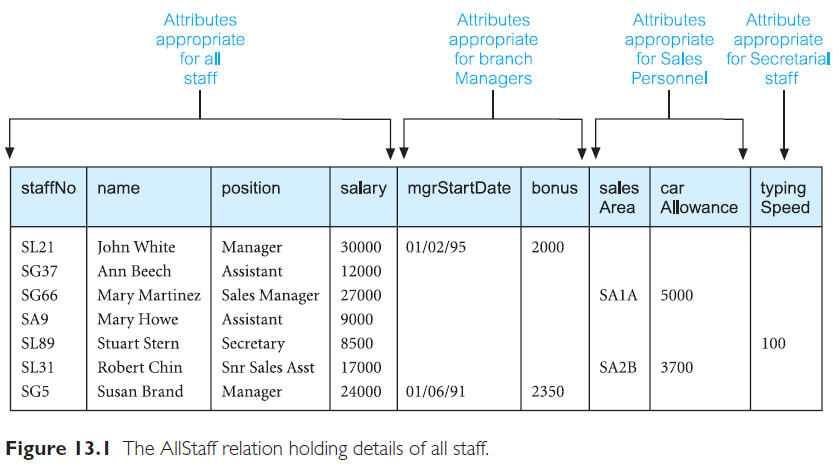 Attributes appropriate for all staff
Attributes appropriate for branch Managers
Attributes appropriate for Sales Personnel
Attribute appropriate for Secretarial staff
staffNo name position salary mgrStartDate bonus sales Area car Allowance typing Speed
SL21 John White Manager 30000 01/02/95 2000
SG37 Ann Beech Assistant 12000
SG66 Mary Martinez Sales Manager 27000 SA1A 5000
SA9 Mary Howe Assistant 9000
SL89 Stuart Stern Secretary 8500 100
SL31 Robert Chin Snr Sales Asst 17000 SA2B 3700
SG5 Susan Brand Manager 24000 01/06/91 2350
Figure 13.1 The AllStaff relation holding details of all staff.